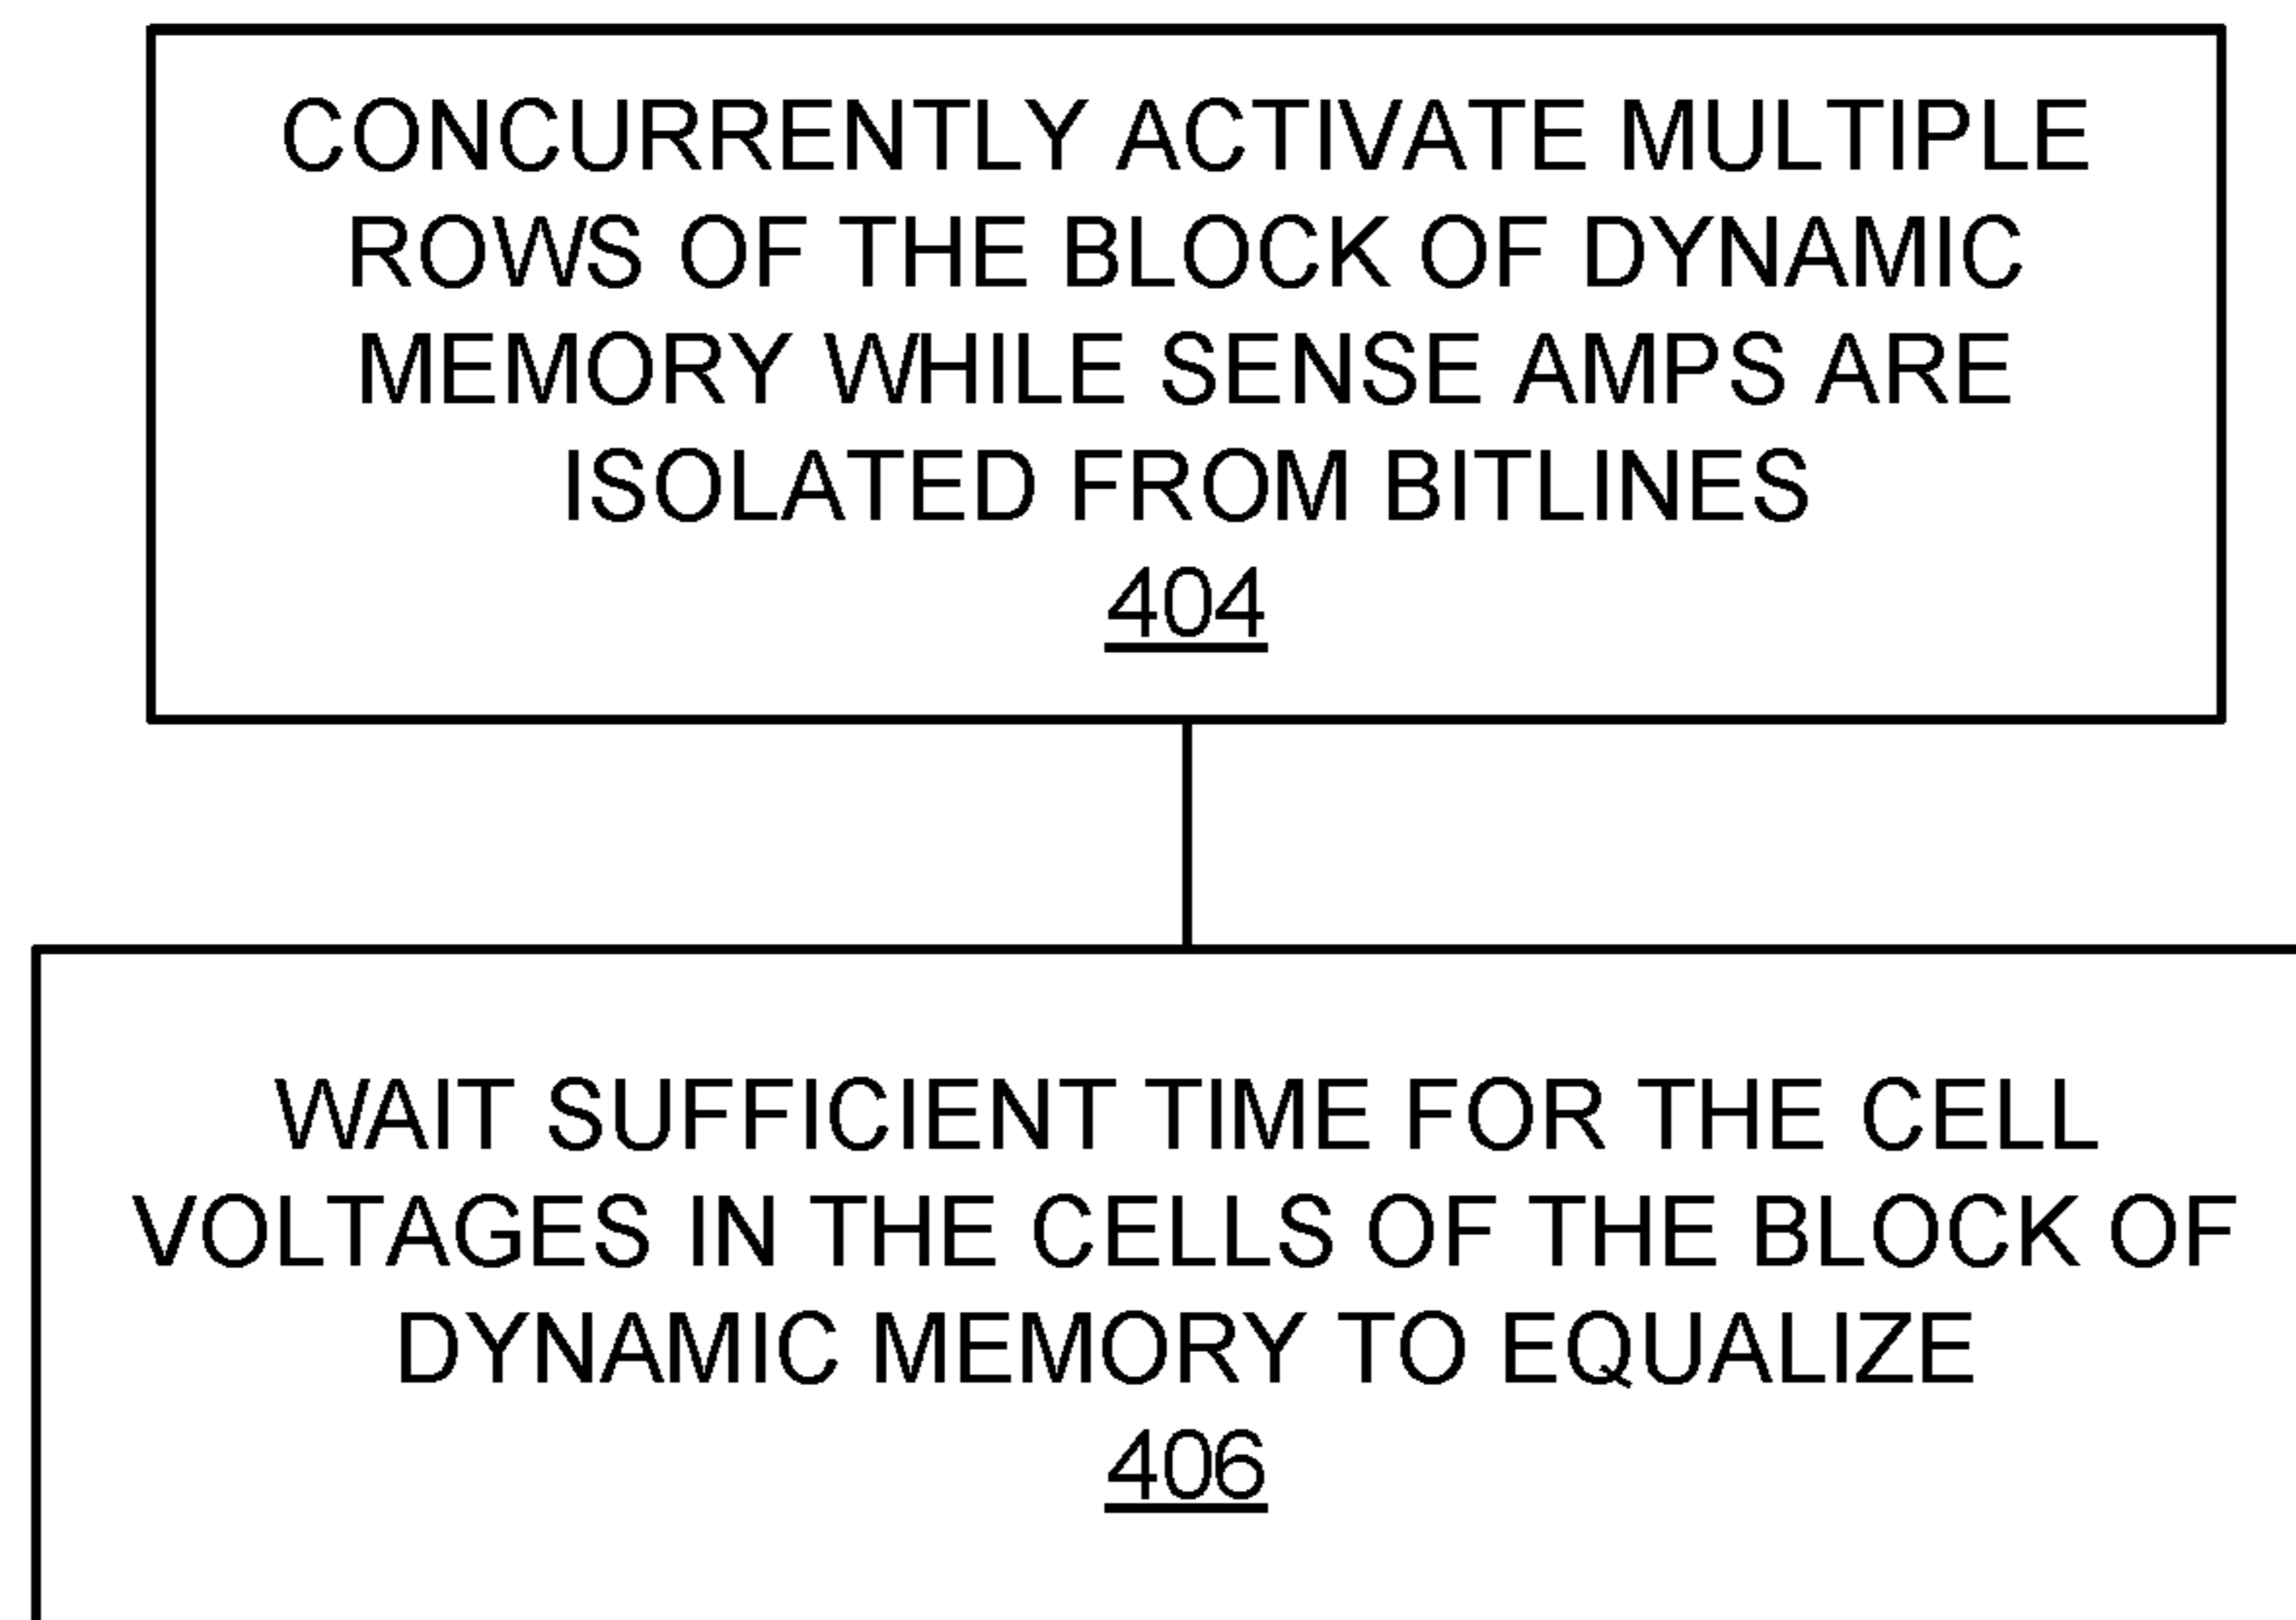 CONCURRENTLY ACTIVATE MULTIPLE
ROWS OF THE BLOCK OF DYNAMIC
MEMORY WHILE SENSE AMPS ARE
ISOLATED FROM BITLINES
404
WAIT SUFFICIENT TIME FOR THE CELL
VOLTAGES IN THE CELLS OF THE BLOCK OF
DYNAMIC MEMORY TO EQUALIZE
406